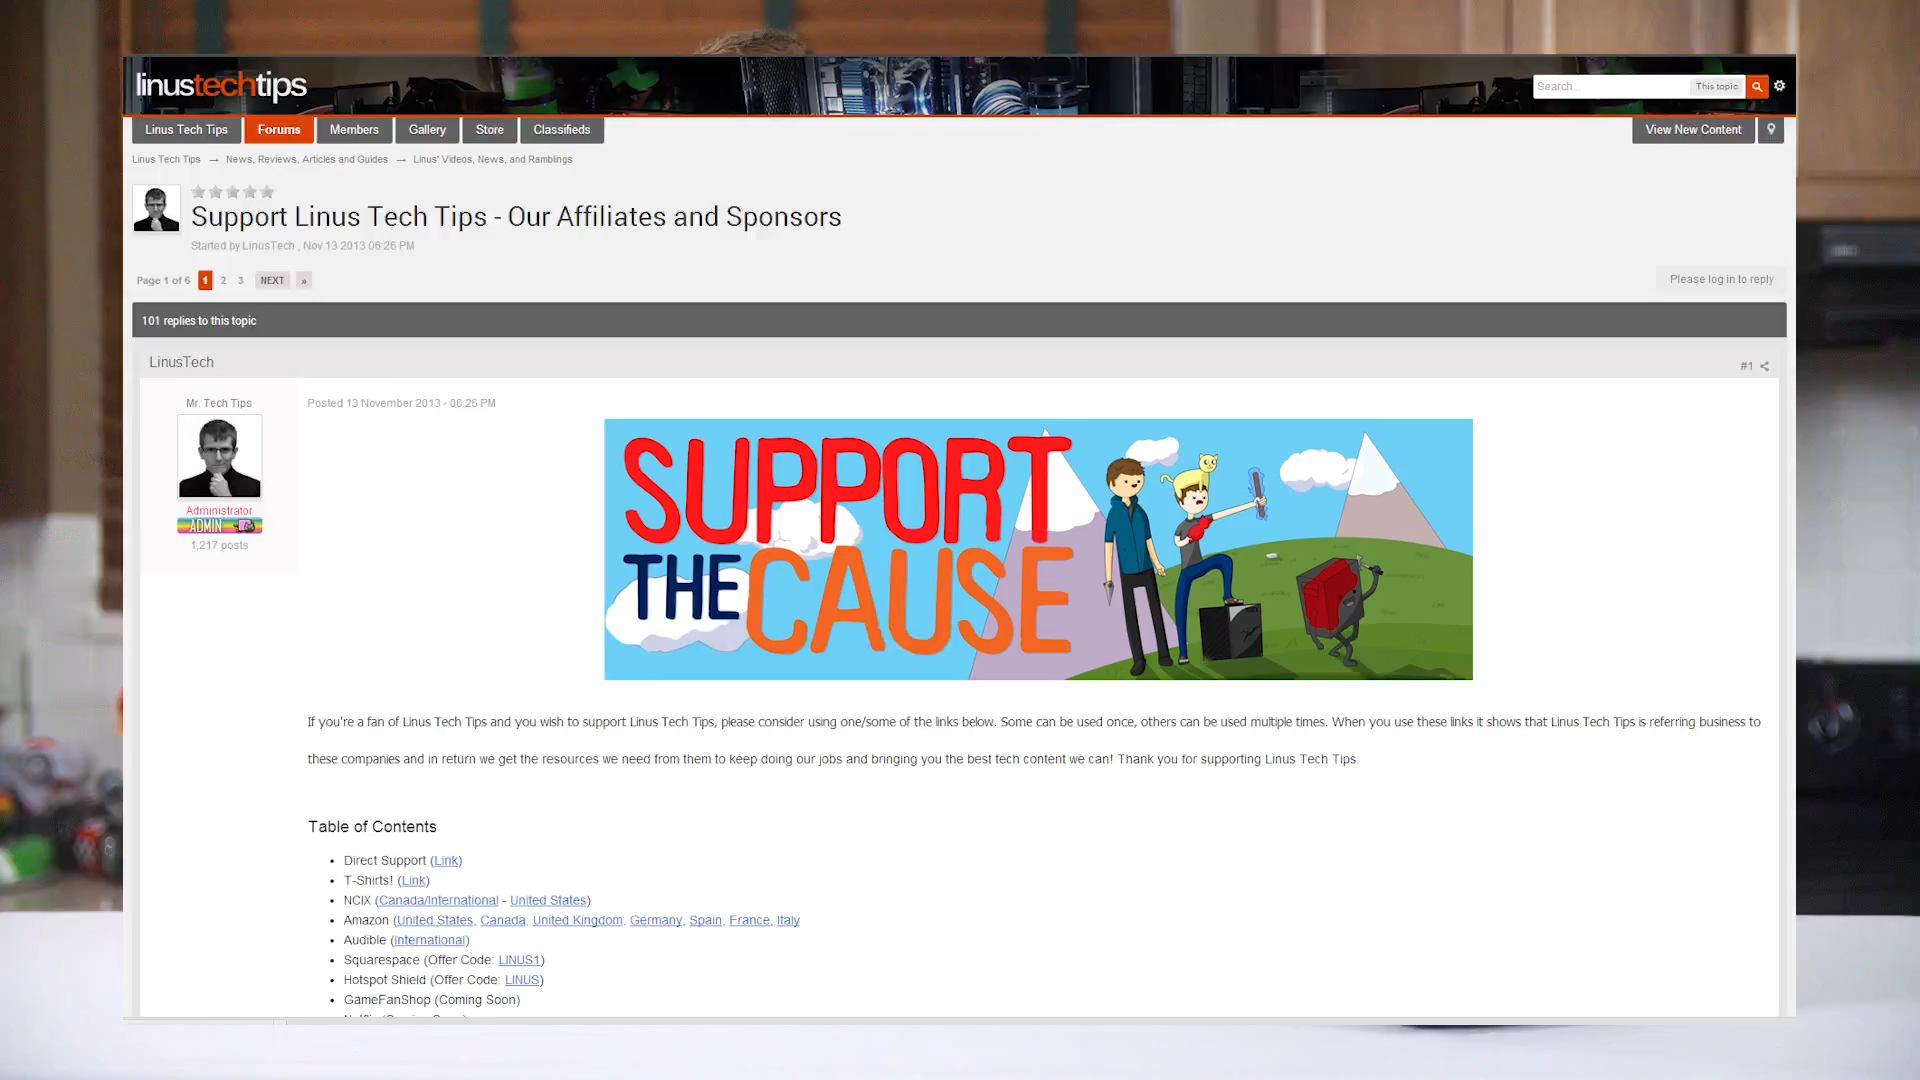 linustechtips
Search... This topic
Linus Tech Tips Forums Members Gallery Store Classifieds View New Content
Linus Tech Tips → News, Reviews, Articles and Guides → Linus' Videos, News, and Ramblings
Support Linus Tech Tips - Our Affiliates and Sponsors
Started by LinusTech , Nov 13 2013 06:26 PM
Page 1 of 6 1 2 3 NEXT »
Please log in to reply
101 replies to this topic
LinusTech
#1
Mr. Tech Tips
Posted 13 November 2013 - 06:26 PM
SUPPORT
THE CAUSE
Administrator
ADMIN
1,217 posts
If you're a fan of Linus Tech Tips and you wish to support Linus Tech Tips, please consider using one/some of the links below. Some can be used once, others can be used multiple times. When you use these links it shows that Linus Tech Tips is referring business to
these companies and in return we get the resources we need from them to keep doing our jobs and bringing you the best tech content we can! Thank you for supporting Linus Tech Tips.
Table of Contents
• Direct Support (Link)
• T-Shirts! (Link)
• NCIX (Canada/International - United States)
• Amazon (United States, Canada, United Kingdom, Germany, Spain, France, Italy
• Audible (International)
• Squarespace (Offer Code: LINUS1)
• Hotspot Shield (Offer Code: LINUS)
• GameFanShop (Coming Soon)